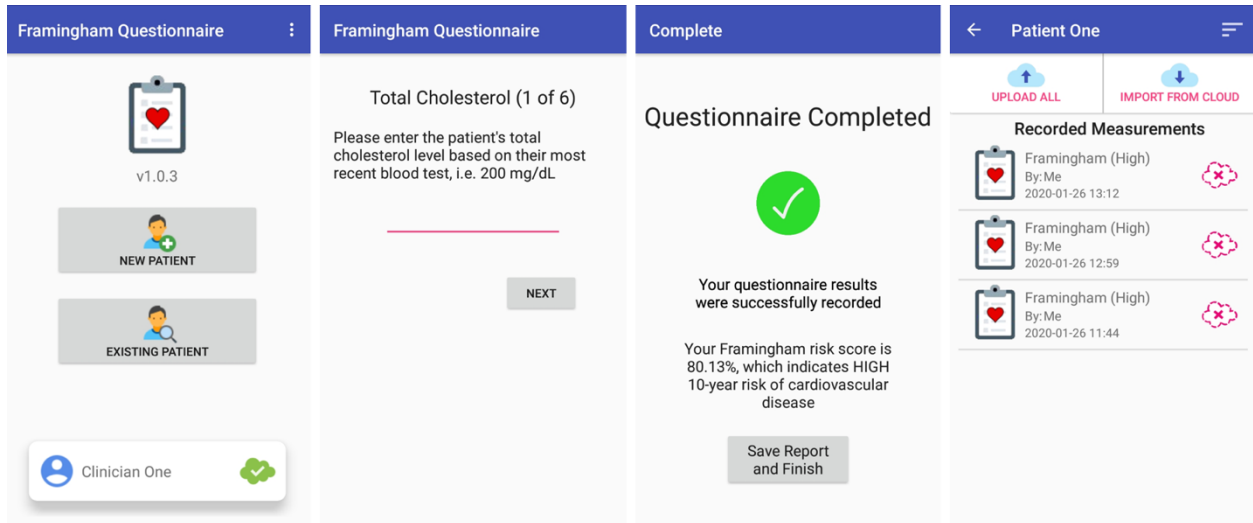 Framingham Questionnaire
v1.0.3
NEW PATIENT
EXISTING PATIENT
Clinician One
Framingham Questionnaire
Total Cholesterol (1 of 6)
Please enter the patient's total
cholesterol level based on their most
recent blood test, i.e. 200 mg/dL
NEXT
Complete
Questionnaire Completed
Your questionnaire results
were successfully recorded
Your Framingham risk score is
80.13%, which indicates HIGH
10-year risk of cardiovascular
disease
Save Report
and Finish
Patient One
UPLOAD ALL
IMPORT FROM CLOUD
Recorded Measurements
Framingham (High)
By:Me
2020-01-26 13:12
Framingham (High)
By:Me
2020-01-26 12:59
Framingham (High)
By:Me
2020-01-26 11:44